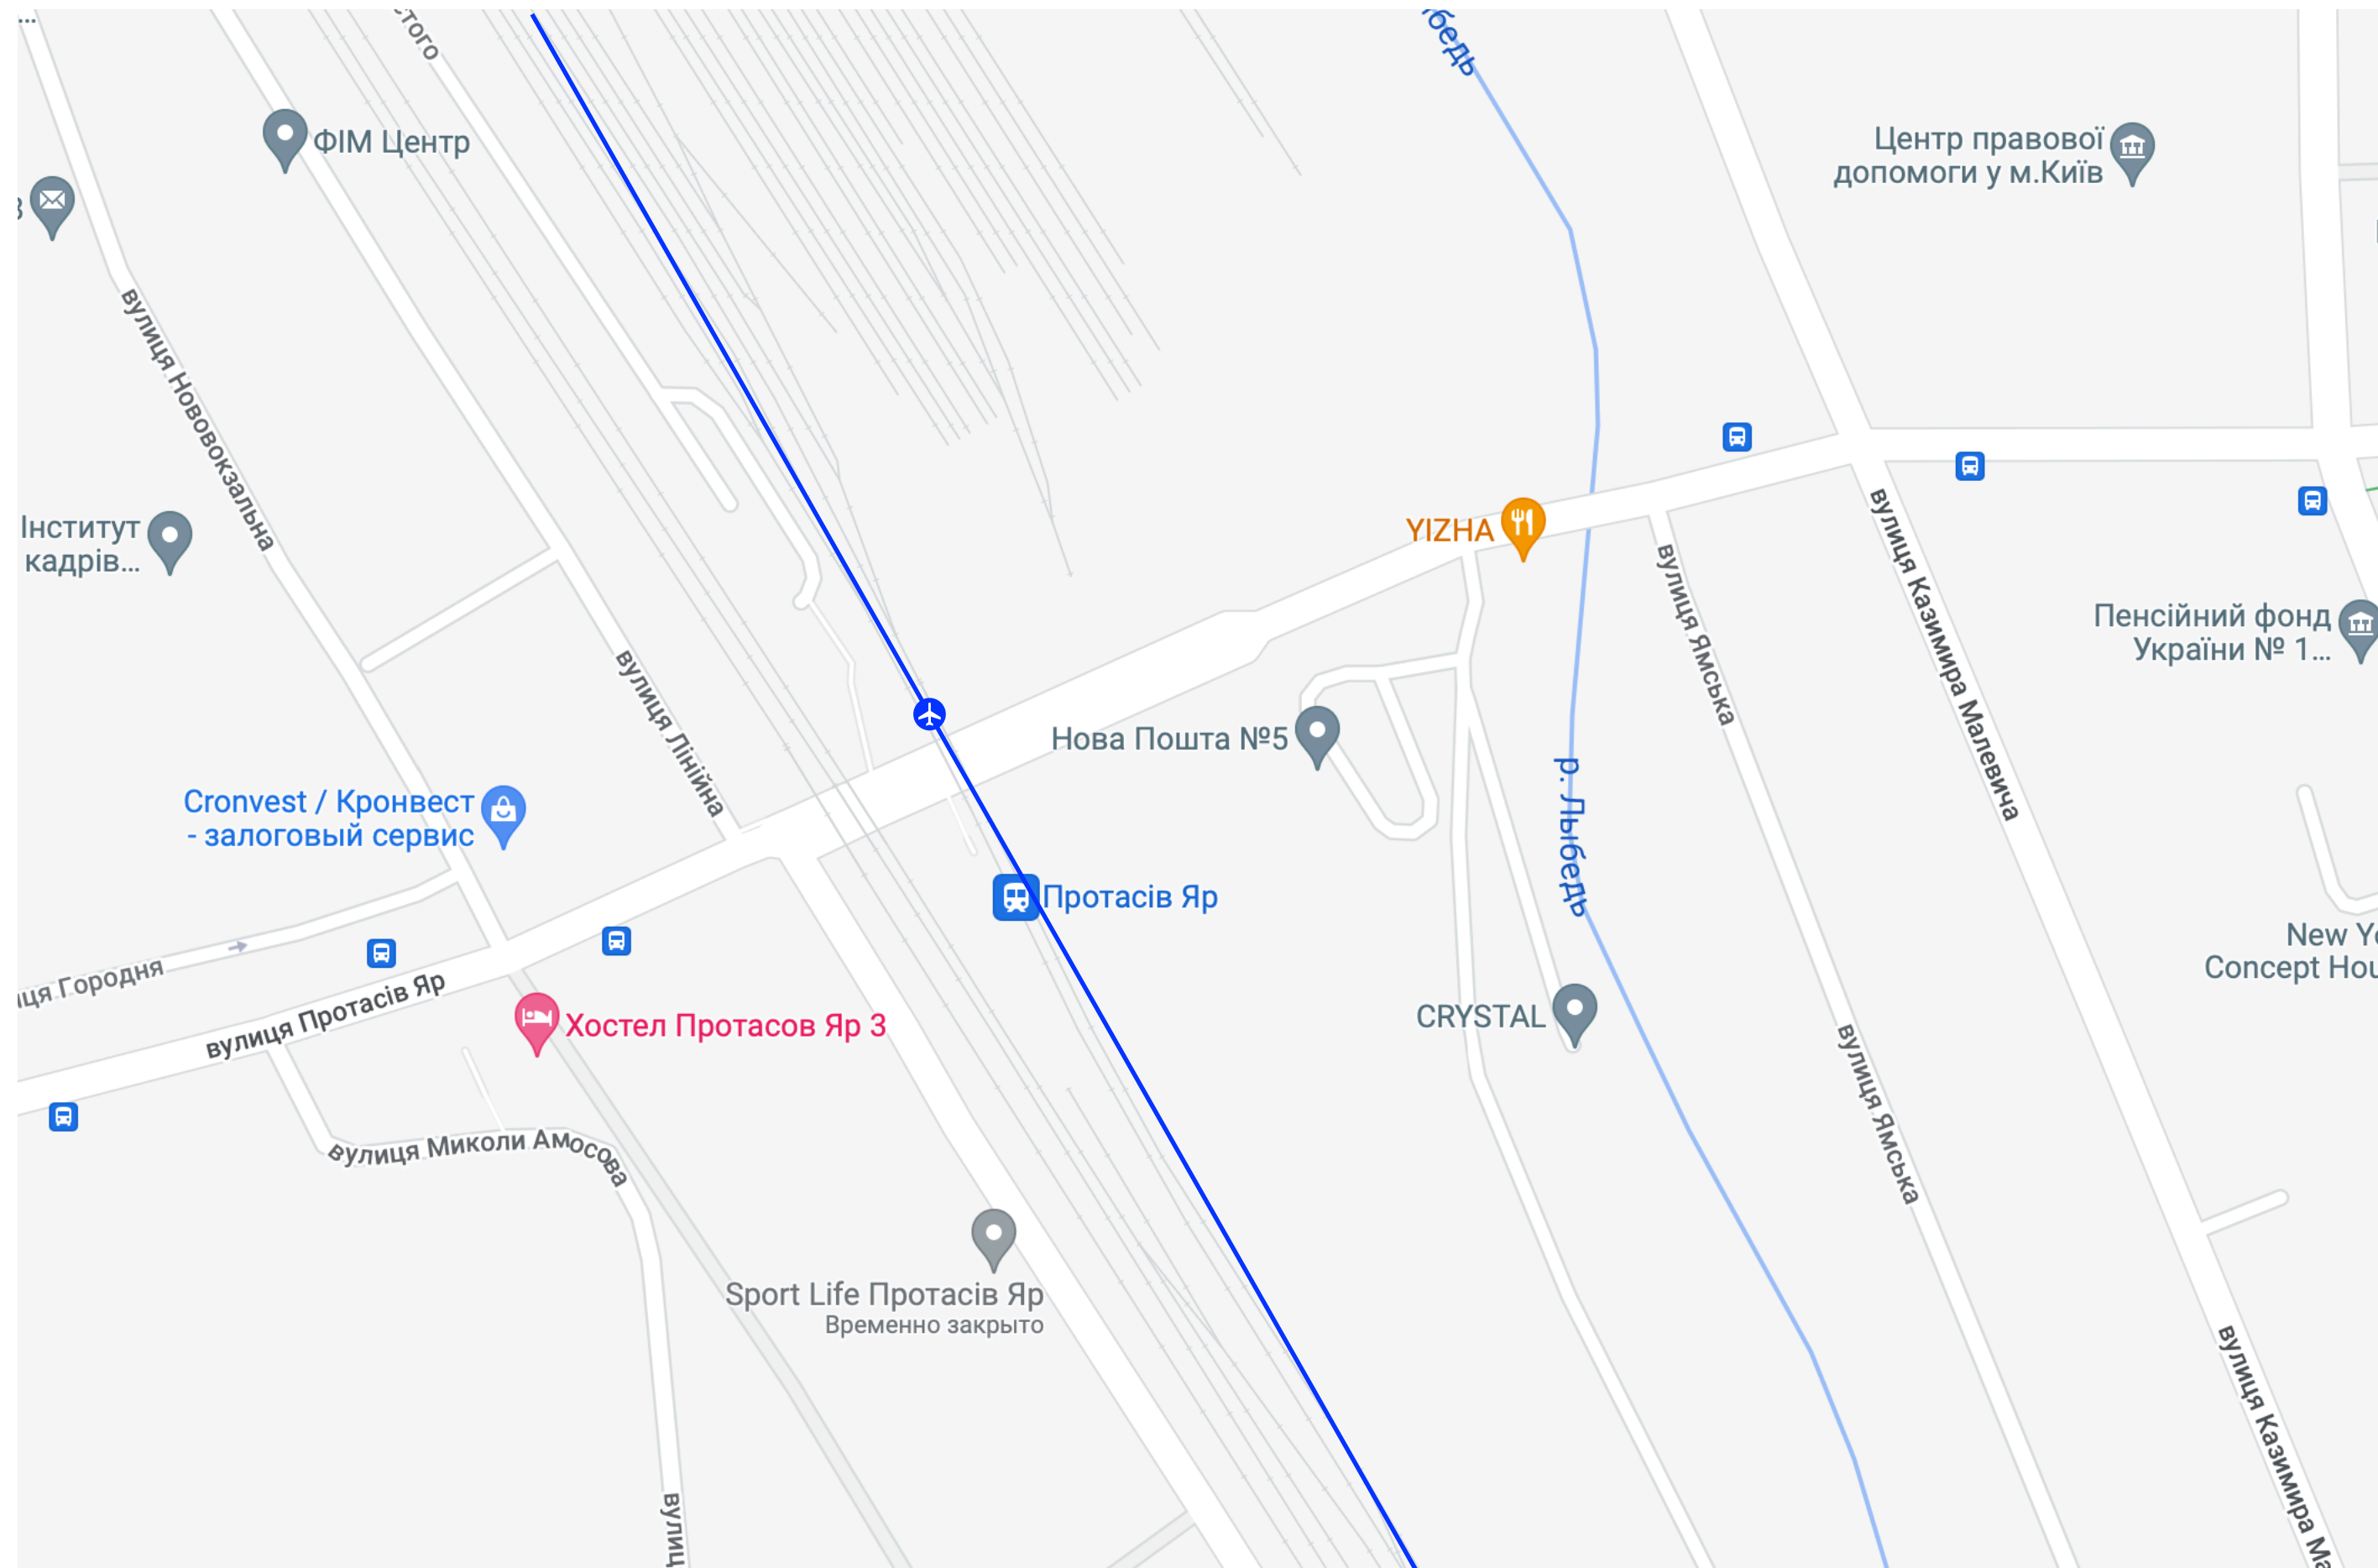 ФІМ Центр
Центр правової
допомоги у м.Київ
вулиця Нововокзальна
Інститут
кадрів...
YIZHA
вулиця Ямська
вулиця Казимира Малевича
Пенсійний фонд
України № 1...
вулиця Лінійна
Нова Пошта №5
р. Лыбедь
Cronvest / Кронвест
- залоговый сервис
Протасів Яр
вулиця Протасів Яр
Городня
Хостел Протасов Яр 3
CRYSTAL
New
Concept
вулиця Ямська
вулиця Миколи Амосова
Sport Life Протасів Яр
Временно закрыто
вулиця Казимира